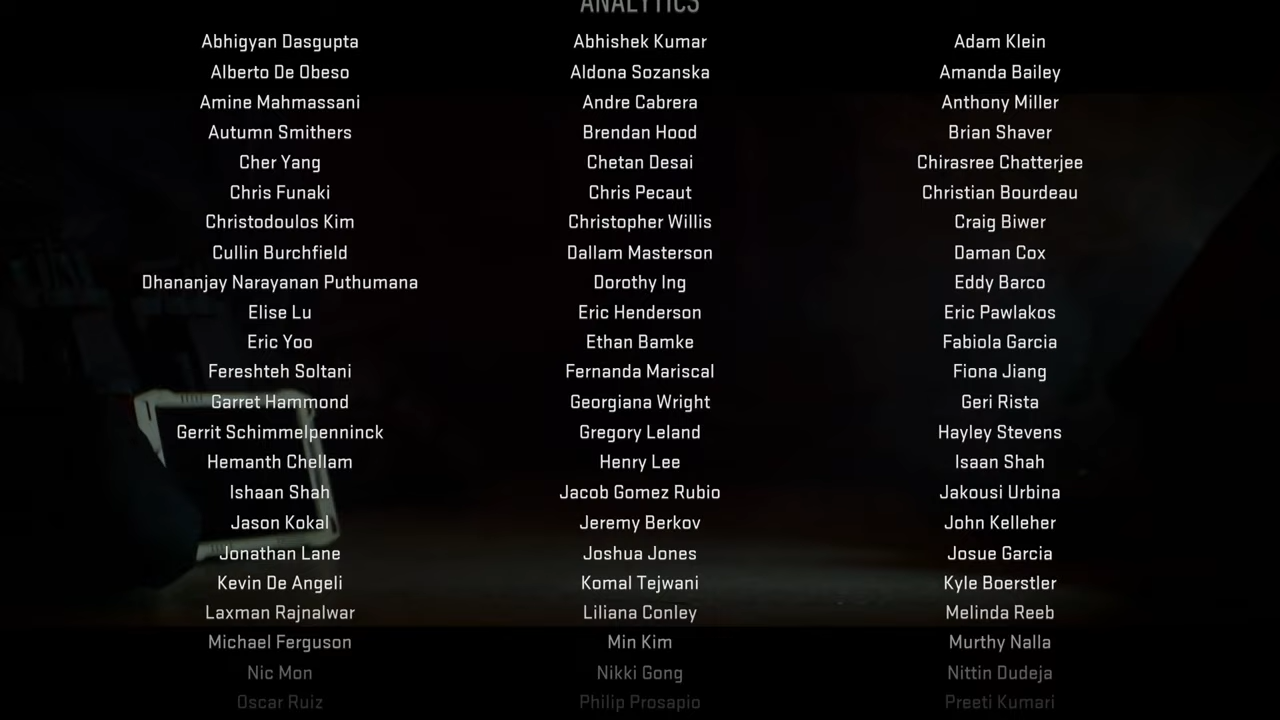 ANALYTICS
Abhigyan Dasgupta Abhishek Kumar Adam Klein
Alberto De Obeso Aldona Sozanska Amanda Bailey
Amine Mahmassani Andre Cabrera Anthony Miller
Autumn Smithers Brendan Hood Brian Shaver
Cher Yang Chetan Desai Chirasree Chatterjee
Chris Funaki Chris Pecaut Christian Bourdeau
Christodoulos Kim Christopher Willis Craig Biwer
Cullin Burchfield Dallam Masterson Daman Cox
Dhananjay Narayanan Puthumana Dorothy Ing Eddy Barco
Elise Lu Eric Henderson Eric Pawlakos
Eric Yoo Ethan Bamke Fabiola Garcia
Fereshteh Soltani Fernanda Mariscal Fiona Jiang
Garret Hammond Georgiana Wright Geri Rista
Gerrit Schimmelpenninck Gregory Leland Hayley Stevens
Hemanth Chellam Henry Lee Isaan Shah
Ishaan Shah Jacob Gomez Rubio Jakousi Urbina
Jason Kokal Jeremy Berkov John Kelleher
Jonathan Lane Joshua Jones Josue Garcia
Kevin De Angeli Komal Tejwani Kyle Boerstler
Laxman Rajnalwar Liliana Conley Melinda Reeb
Michael Ferguson Min Kim Murthy Nalla
Nic Mon Nikki Gong Nittin Dudeja
Oscar Ruiz Philip Prosapio Preeti Kumari